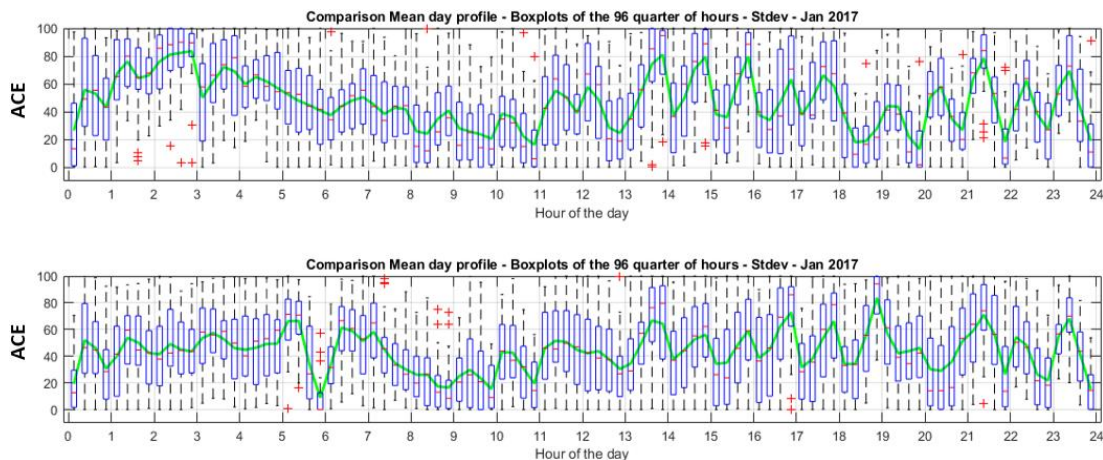 Comparison Mean day profile - Boxplots of the 96 quarter of hours - Stdev - Jan 2017
100
80
60
40
20
0
ACE
0 1 2 3 4 5 6 7 8 9 10 11 12 13 14 15 16 17 18 19 20 21 22 23 24
Hour of the day
Comparison Mean day profile - Boxplots of the 96 quarter of hours - Stdev - Jan 2017
100
80
60
40
20
0
ACE
0 1 2 3 4 5 6 7 8 9 10 11 12 13 14 15 16 17 18 19 20 21 22 23 24
Hour of the day